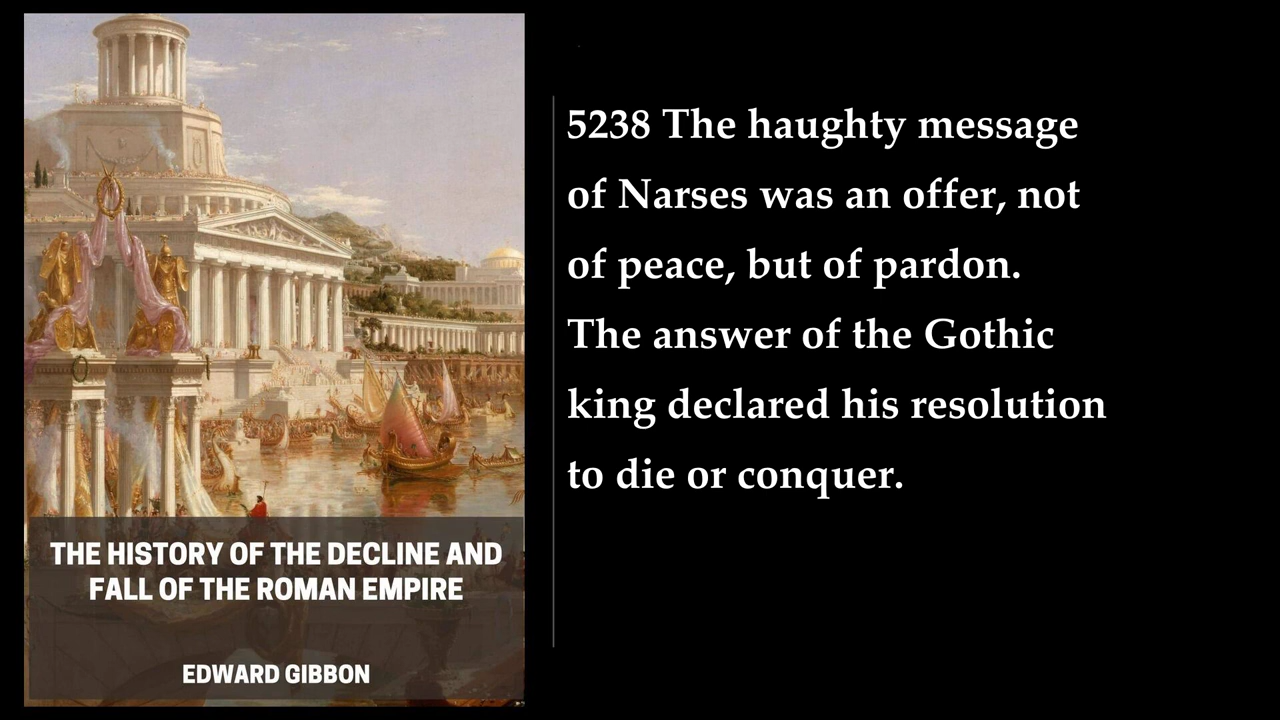 5238 The haughty message
of Narses was an offer, not
of peace, but of pardon.
The answer of the Gothic
king declared his resolution
to die or conquer.
THE HISTORY OF THE DECLINE AND
FALL OF THE ROMAN EMPIRE
EDWARD GIBBON